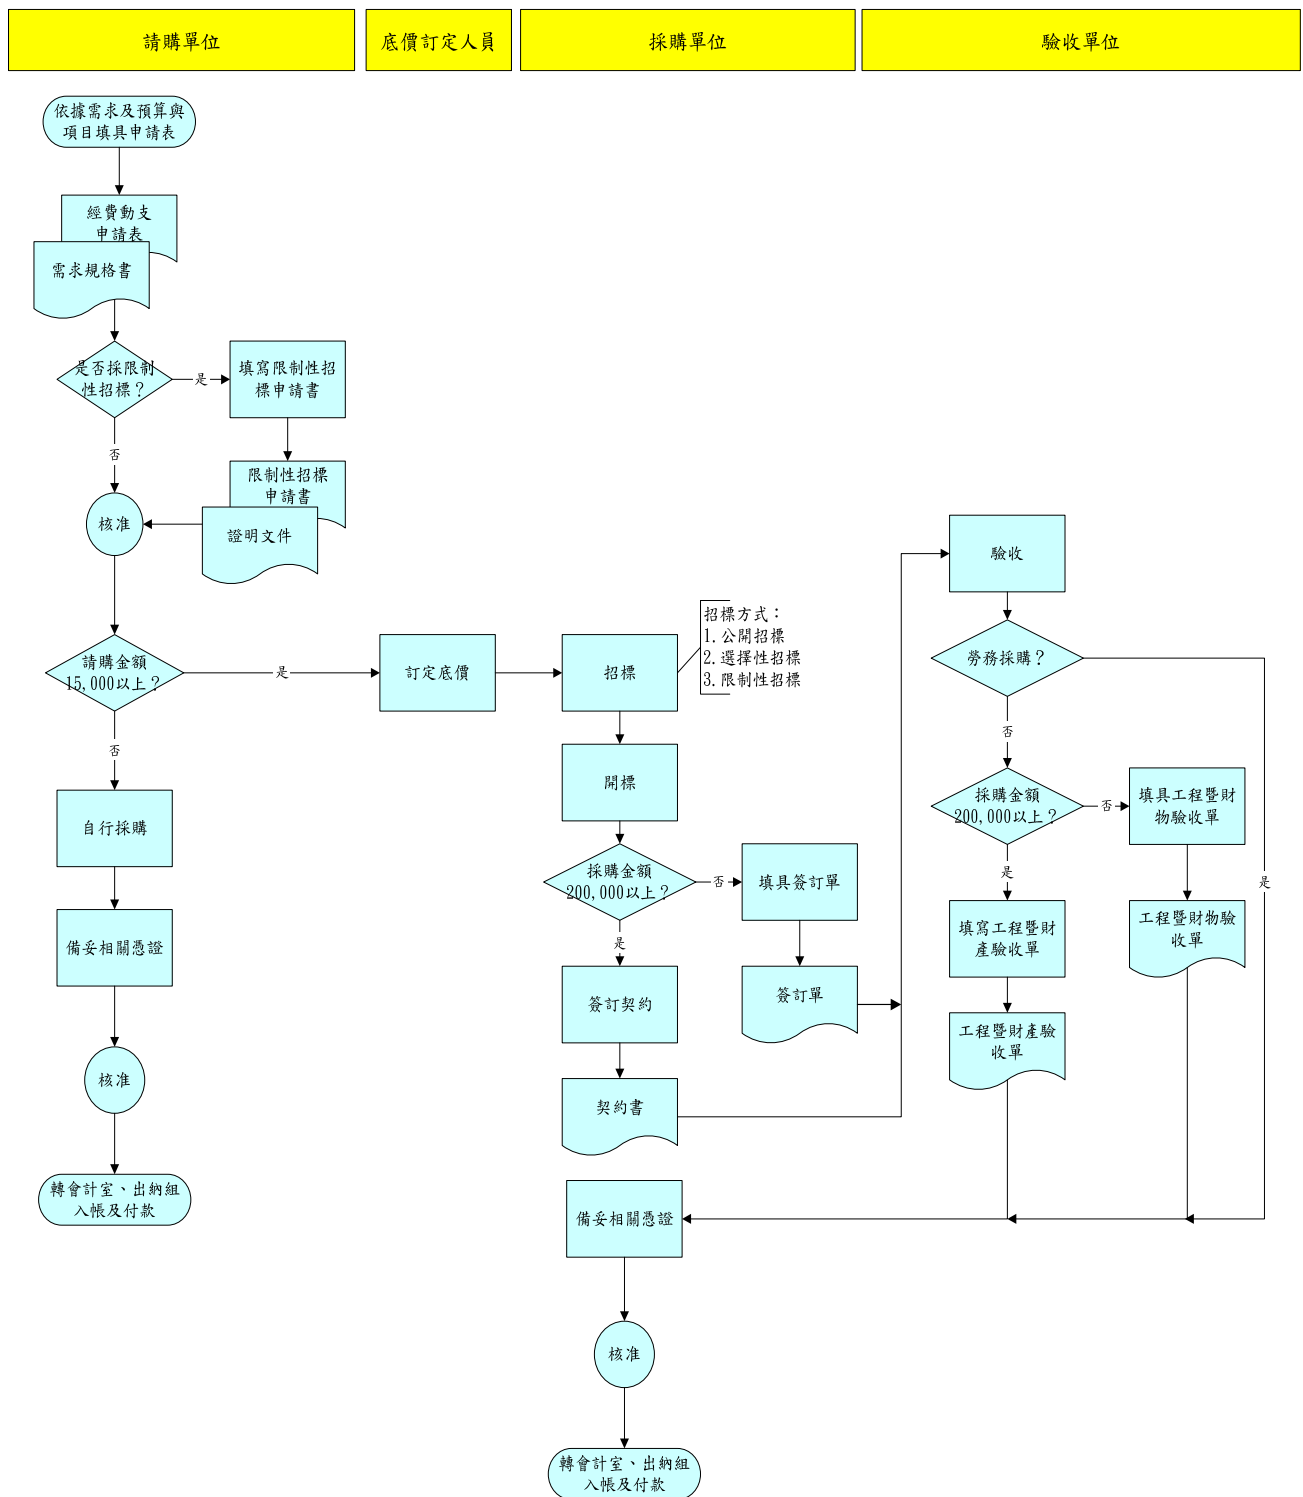 請購單位
底價訂定人員
採購單位
驗收單位
依據需求及預算與
項目填具申請表
經費動支
申請表
需求規格書
是否採限制
性招標？
是
填寫限制性招
標申請書
否
限制性招標
申請書
證明文件
核准
請購金額
15,000以上？
是
否
自行採購
備妥相關憑證
核准
轉會計室、出納組
入帳及付款
訂定底價
招標
招標方式：
1.公開招標
2.選擇性招標
3.限制性招標
開標
採購金額
200,000以上？
否
填具簽訂單
是
簽訂契約
簽訂單
契約書
驗收
勞務採購？
否
是
採購金額
200,000以上？
否
填具工程暨財
物驗收單
是
填寫工程暨財
產驗收單
工程暨財物驗
收單
工程暨財產驗
收單
備妥相關憑證
核准
轉會計室、出納組
入帳及付款